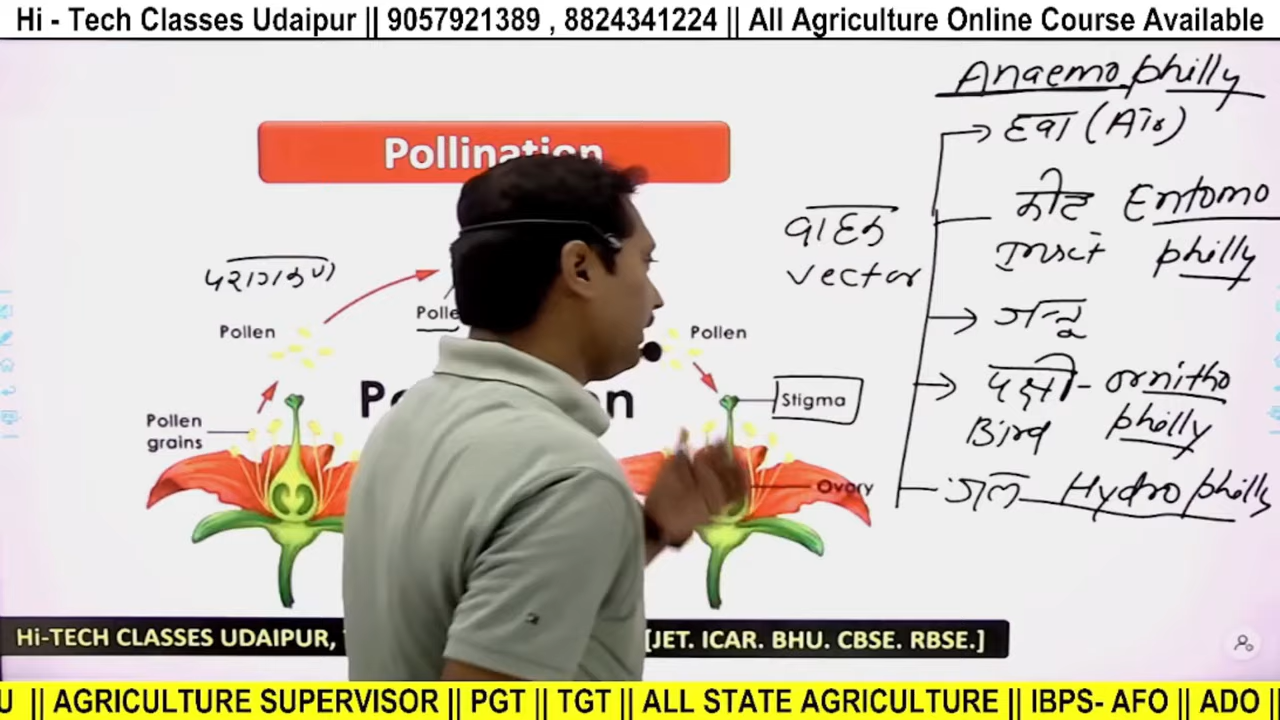 Hi - Tech Classes Udaipur || 9057921389 , 8824341224 || All Agriculture Online Course Available
Anaemophilly
हवा (Air)
Pollination
कीट Entomo
Insect philly
वाहक
vector
परागकण
Pollen
Polle
Pollen
जन्तु
पक्षी - ornitho
Bird philly
Stigma
Pollen
grains
Ovary
जल Hydrophilly
Hi-TECH CLASSES UDAIPUR, [JET. ICAR. BHU. CBSE. RBSE.]
U || AGRICULTURE SUPERVISOR || PGT || TGT || ALL STATE AGRICULTURE || IBPS- AFO || ADO ||